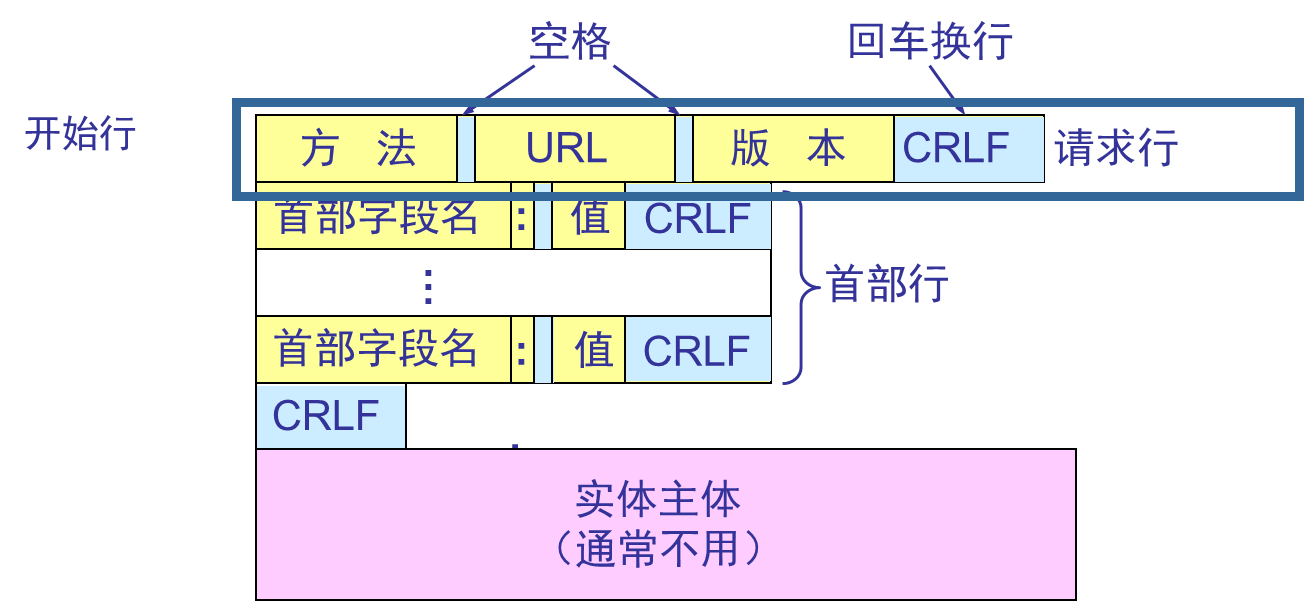 空格 回车换行
开始行 方 法 URL 版 本 CRLF 请求行
首部字段名 : 值 CRLF
⋮ 首部行
首部字段名 : 值 CRLF
CRLF
实体主体
（通常不用）